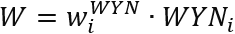 W = w_i^{WYN} · WYN_i